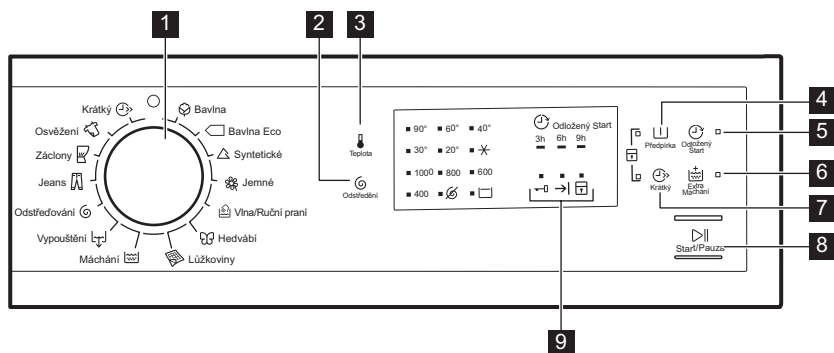 1
2
3
4
5
6
7
8
9
Krátký
Osvěžení
Záclony
Jeans
Odstřeďování
Vypouštění
Máchání
Bavlna
Bavlna Eco
Syntetické
Jemné
Vlna/Ruční praní
Hedvábí
Lůžkoviny
Teplota
Odstředění
90° 60° 40°
30° 20°
1000 800 600
400
Odložený Start
3h 6h 9h
Předpírka
Odložený
Start
Krátký
Extra
Máchání
Start/Pauza